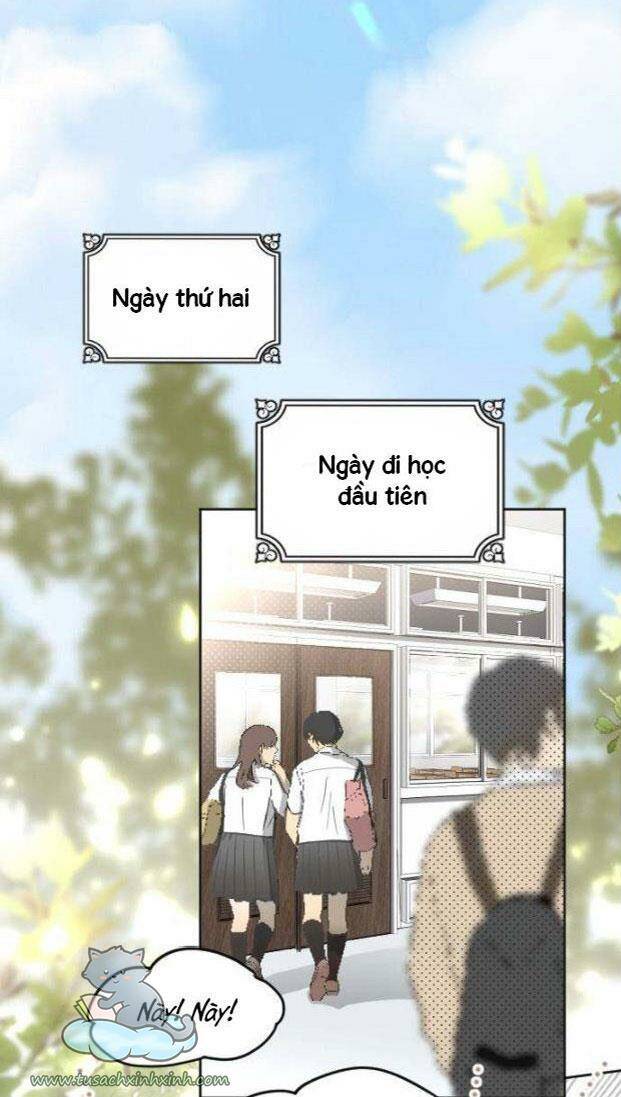 Ngày thứ hai
Ngày đi học
đầu tiên
Này! Này!
www.tusachxinhxinh.com